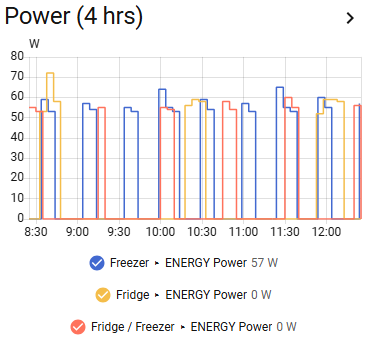 Power (4 hrs)
W
80
70
60
50
40
30
20
10
0
8:30 9:00 9:30 10:00 10:30 11:00 11:30 12:00
Freezer ▸ ENERGY Power 57 W
Fridge ▸ ENERGY Power 0 W
Fridge / Freezer ▸ ENERGY Power 0 W